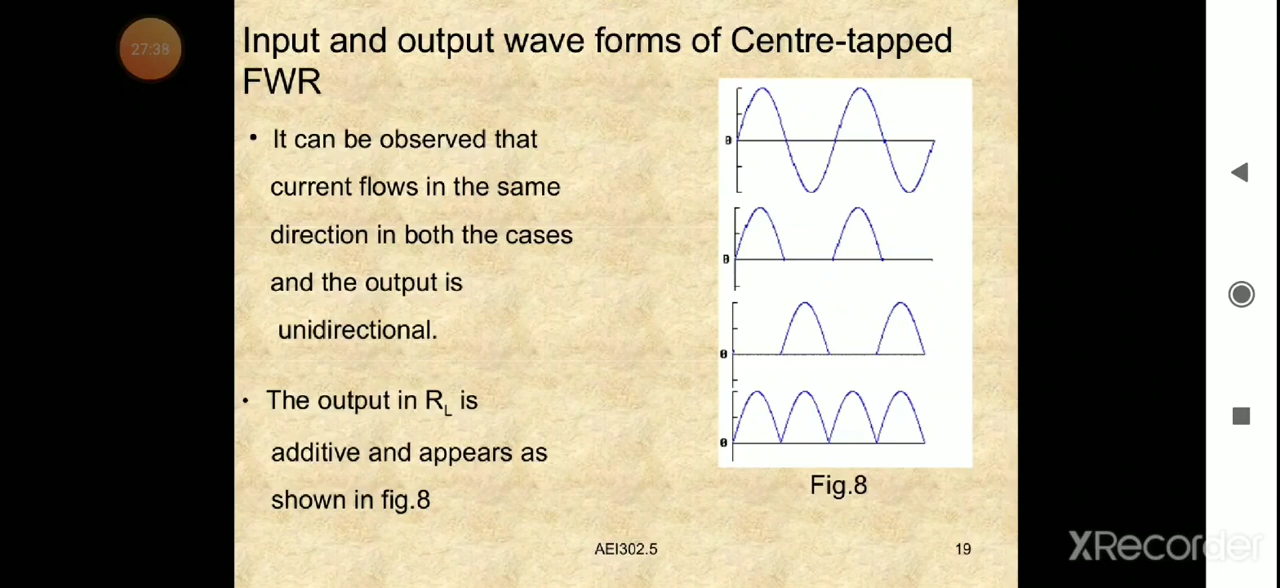 27:38
Input and output wave forms of Centre-tapped
FWR
• It can be observed that
current flows in the same
direction in both the cases
and the output is
unidirectional.
• The output in RL is
additive and appears as
shown in fig.8
0
0
0
0
Fig.8
AEI302.5
19
XRecorder